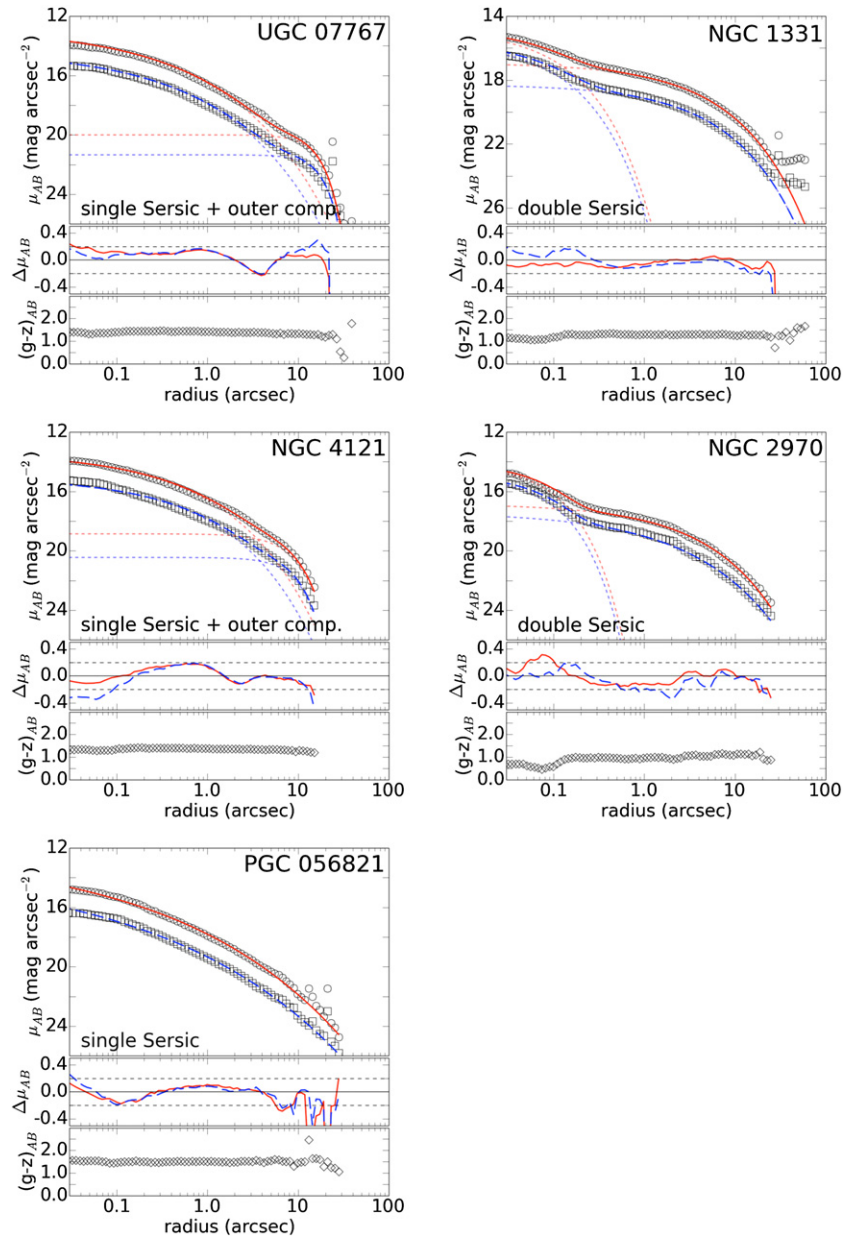 UGC 07767
14
16
20
22
μAB (mag arcsec−2)
single Sersic + outer comp.
0.4
0.0
-0.4
ΔμAB
2.0
1.0
0.0
(g-z)AB
0.1 1.0 10 100
radius (arcsec)
NGC 1331
14
18
22
26
μAB (mag arcsec−2)
double Sersic
0.4
0.0
-0.4
ΔμAB
2.0
1.0
0.0
(g-z)AB
0.1 1.0 10 100
radius (arcsec)
NGC 4121
12
16
20
24
μAB (mag arcsec−2)
single Sersic + outer comp.
0.4
0.0
-0.4
ΔμAB
2.0
1.0
0.0
(g-z)AB
0.1 1.0 10 100
radius (arcsec)
NGC 2970
12
16
20
24
μAB (mag arcsec−2)
double Sersic
0.4
0.0
-0.4
ΔμAB
2.0
1.0
0.0
(g-z)AB
0.1 1.0 10 100
radius (arcsec)
PGC 056821
12
16
20
24
μAB (mag arcsec−2)
single Sersic
0.4
0.0
-0.4
ΔμAB
2.0
1.0
0.0
(g-z)AB
0.1 1.0 10 100
radius (arcsec)